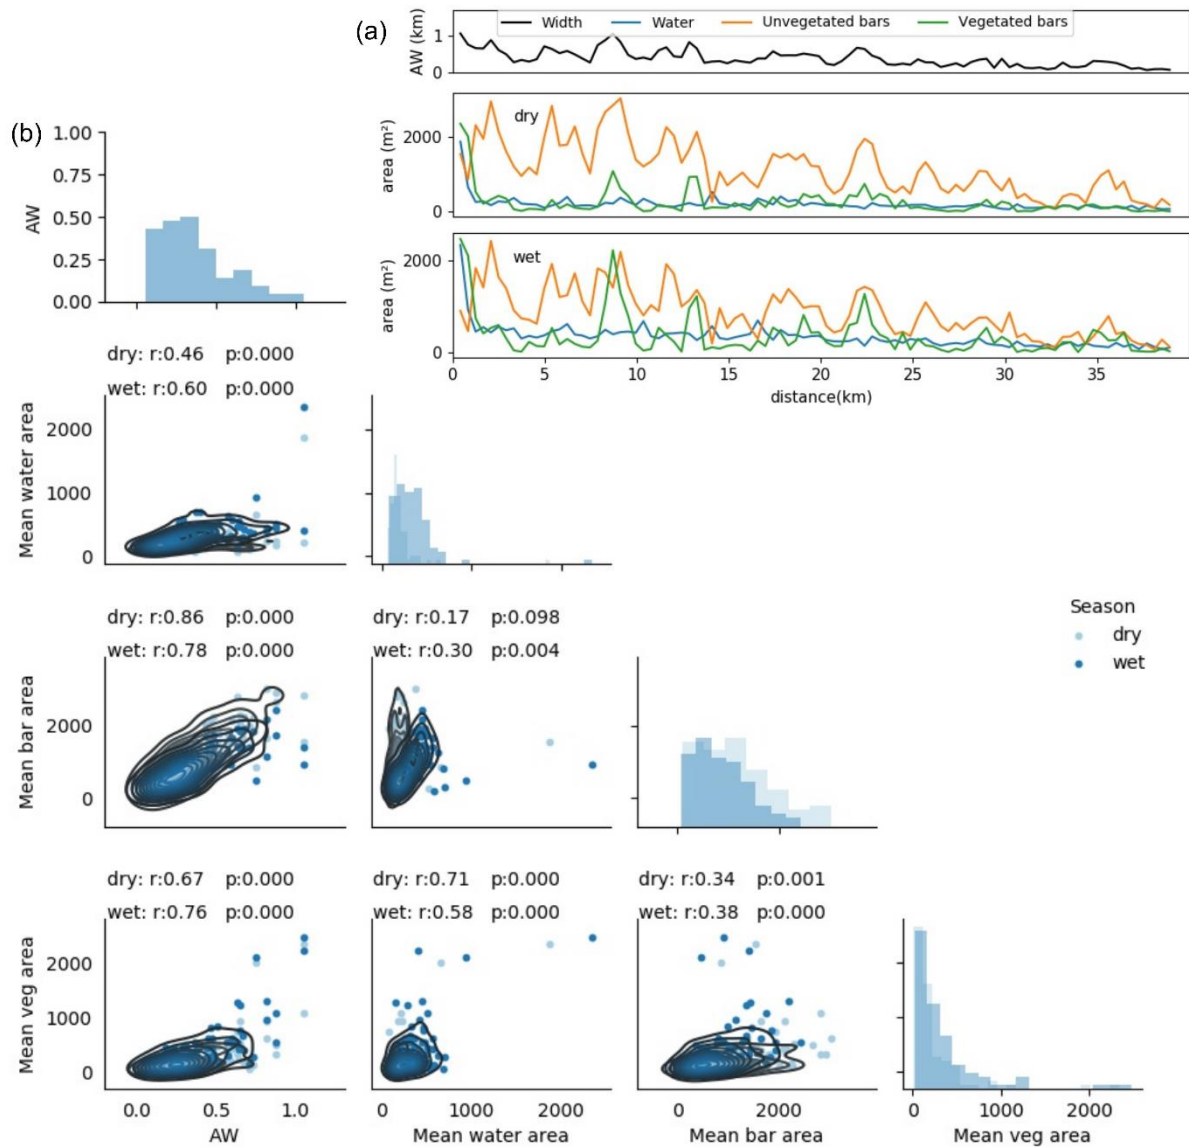 (a)
Width Water Unvegetated bars Vegetated bars
AW (km)
1
0
dry
area (m²)
2000
0
wet
area (m²)
2000
0
0 5 10 15 20 25 30 35
distance(km)
(b)
AW
1.00
0.75
0.50
0.25
0.00
dry: r:0.46 p:0.000
wet: r:0.60 p:0.000
Mean water area
2000
1000
0
dry: r:0.86 p:0.000 dry: r:0.17 p:0.098
wet: r:0.78 p:0.000 wet: r:0.30 p:0.004
Season
dry
wet
Mean bar area
2000
0
dry: r:0.67 p:0.000 dry: r:0.71 p:0.000 dry: r:0.34 p:0.001
wet: r:0.76 p:0.000 wet: r:0.58 p:0.000 wet: r:0.38 p:0.000
Mean veg area
2000
1000
0
0.0 0.5 1.0 0 1000 2000 0 2000 0 1000 2000
AW Mean water area Mean bar area Mean veg area